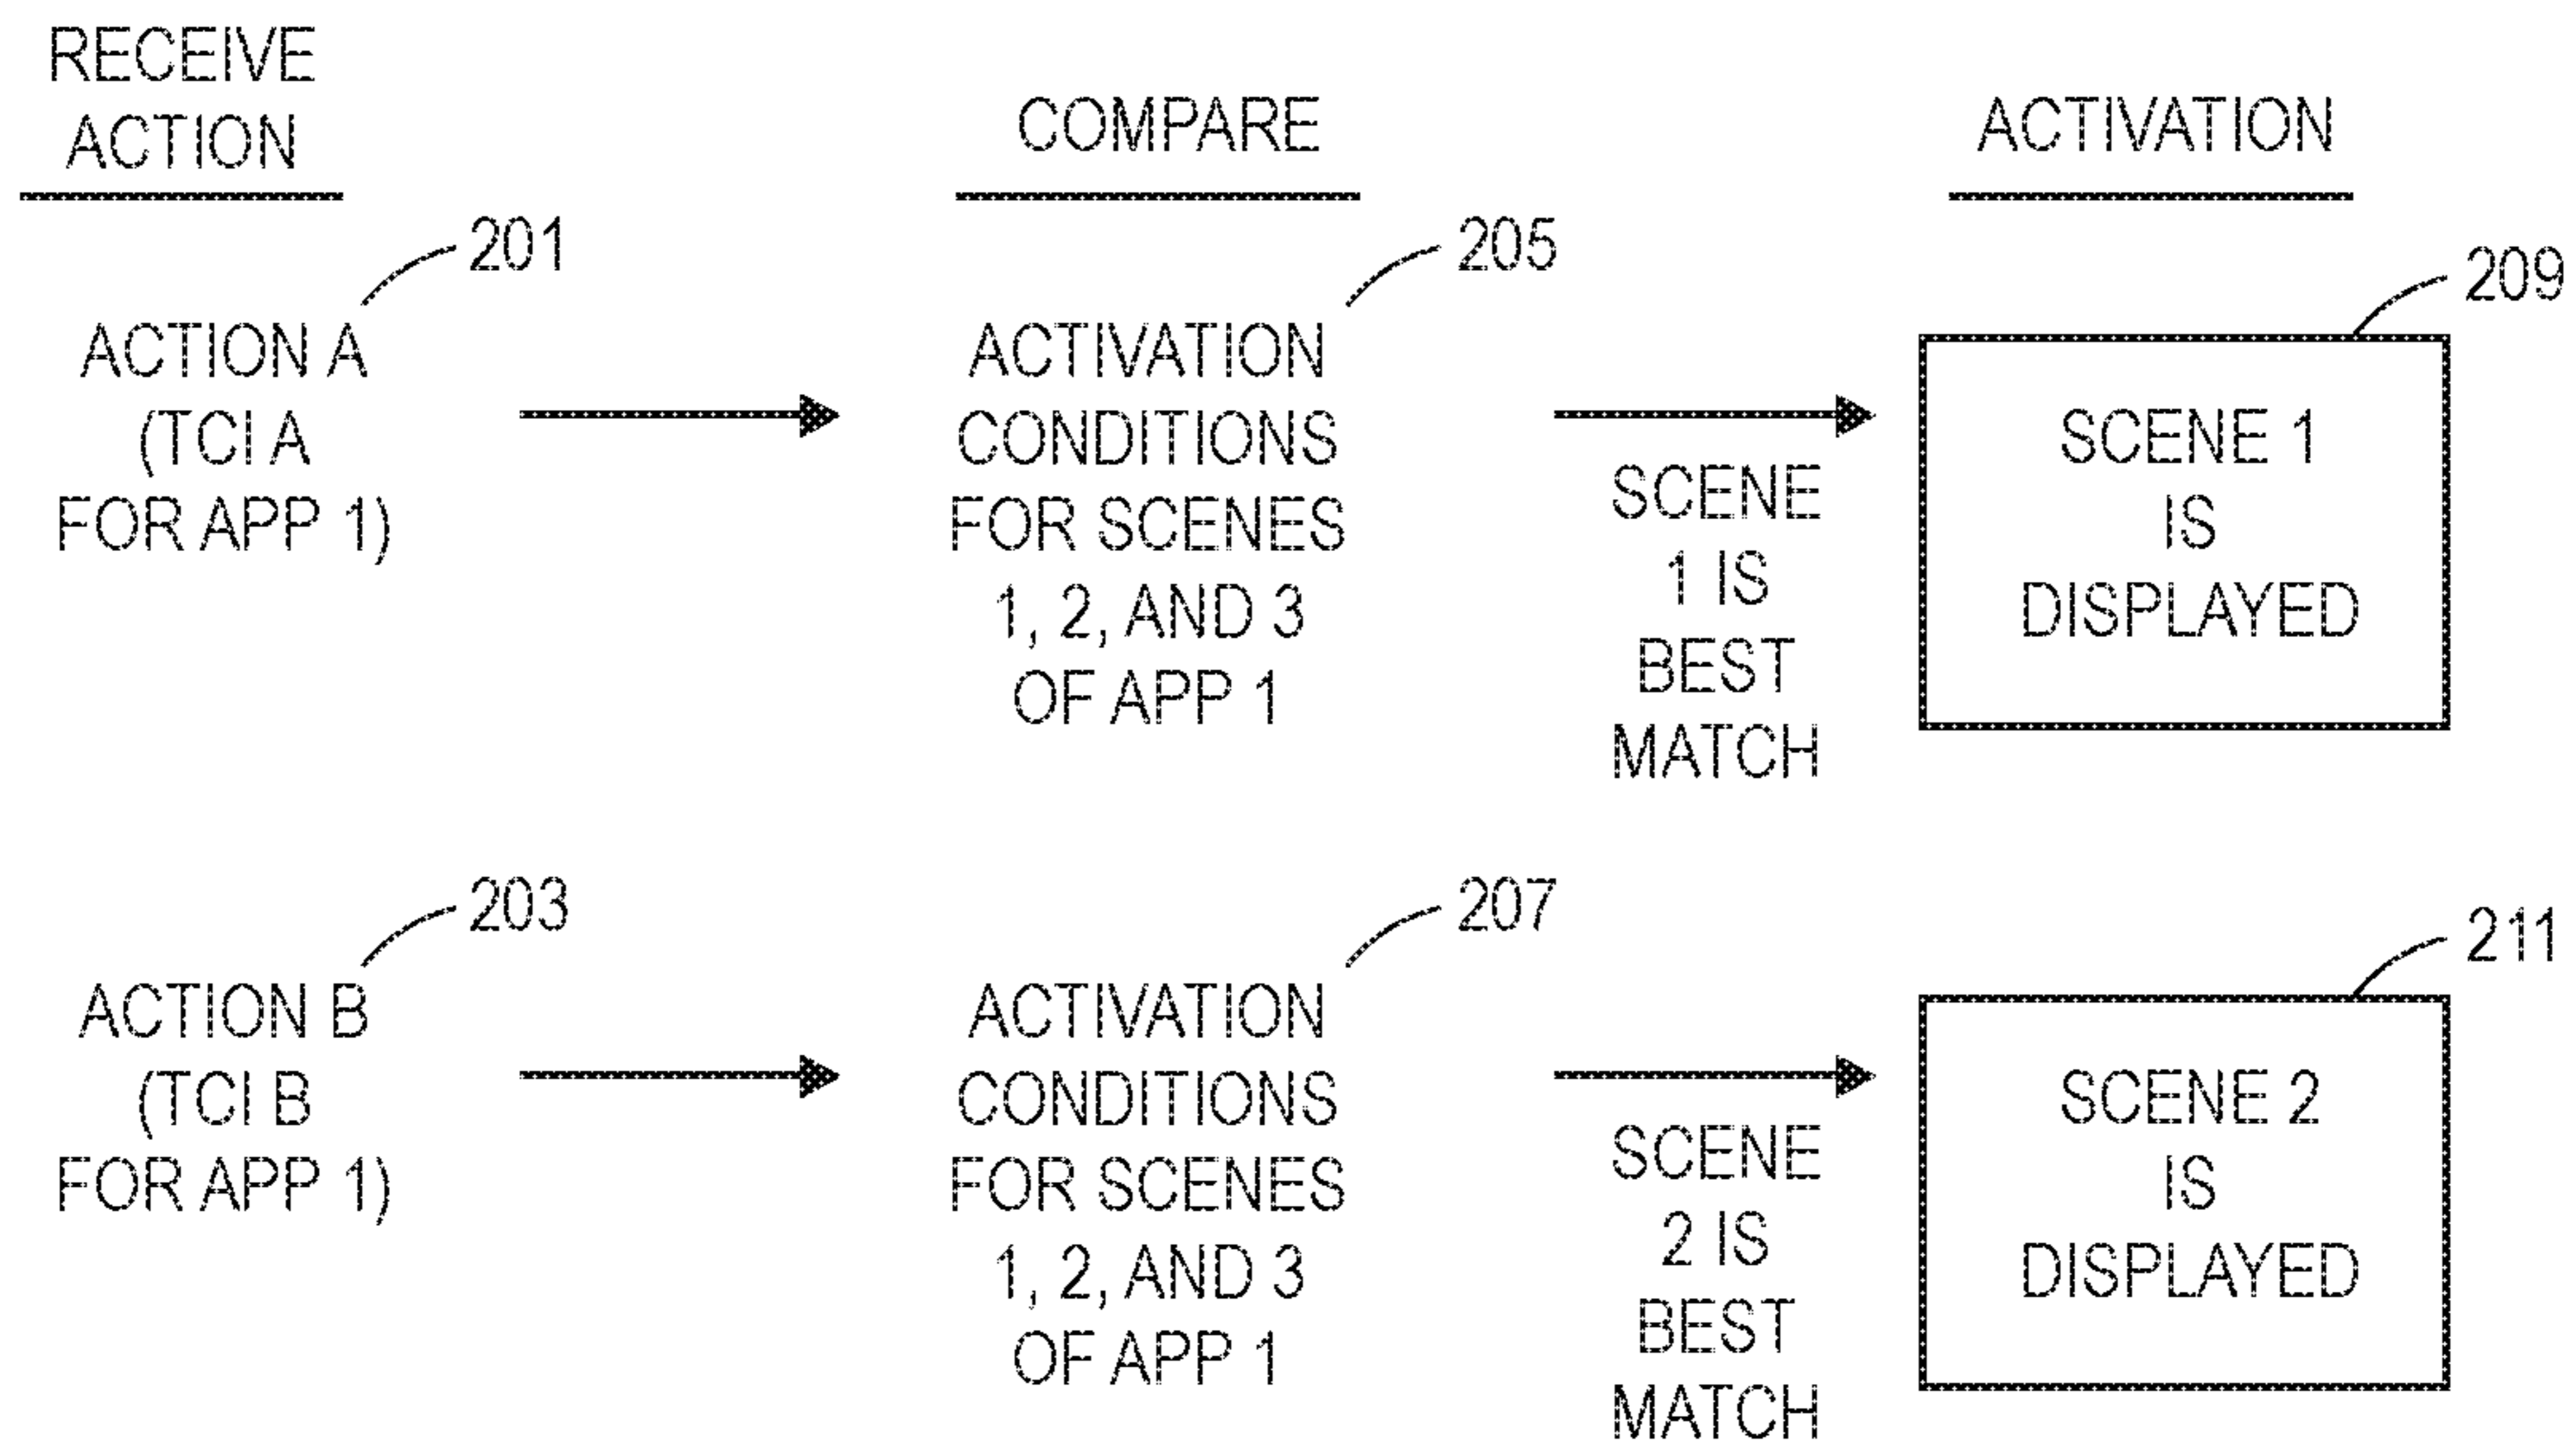 RECEIVE
ACTION
COMPARE
ACTIVATION
201
205
209
ACTION A
(TCI A
FOR APP 1)
ACTIVATION
CONDITIONS
FOR SCENES
1, 2, AND 3
OF APP 1
SCENE
1 IS
BEST
MATCH
SCENE 1
IS
DISPLAYED
203
207
211
ACTION B
(TCI B
FOR APP 1)
ACTIVATION
CONDITIONS
FOR SCENES
1, 2, AND 3
OF APP 1
SCENE
2 IS
BEST
MATCH
SCENE 2
IS
DISPLAYED